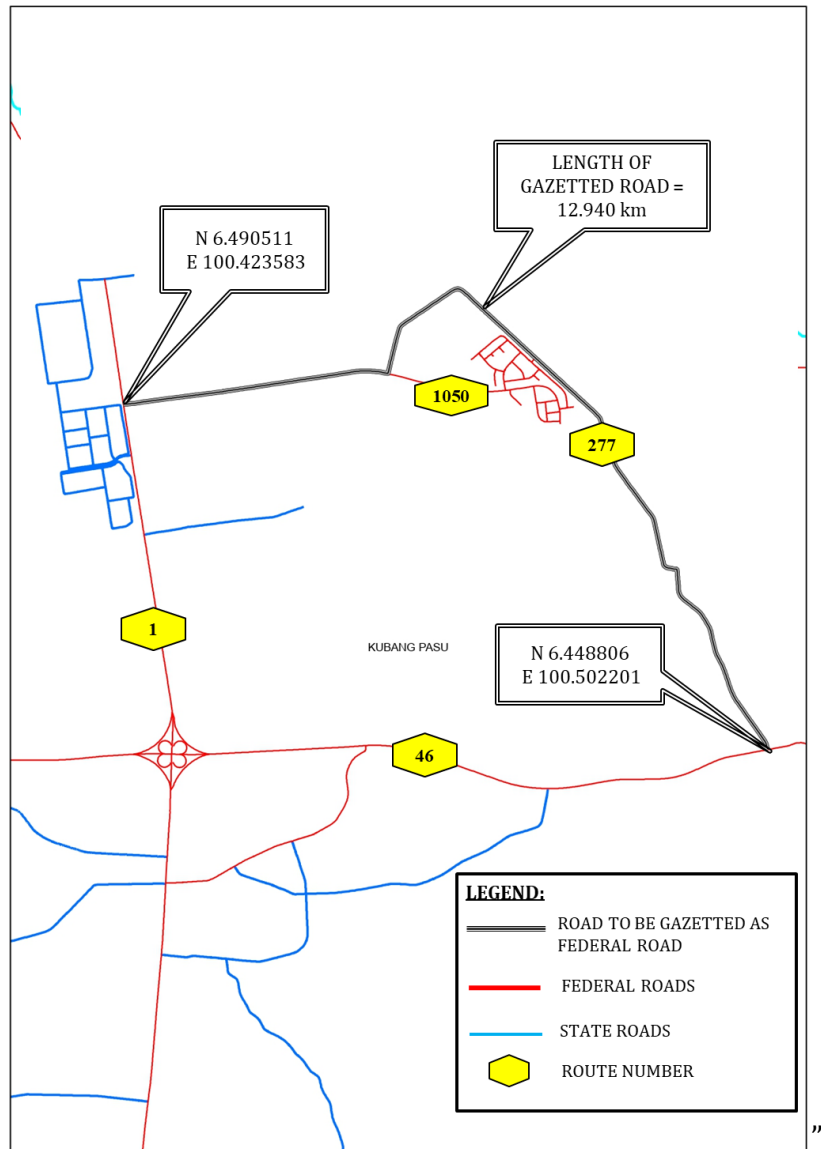 LENGTH OF
GAZETTED ROAD =
12.940 km
N 6.490511
E 100.423583
1050
277
1
KUBANG PASU
N 6.448806
E 100.502201
46
LEGEND:
ROAD TO BE GAZETTED AS
FEDERAL ROAD
FEDERAL ROADS
STATE ROADS
ROUTE NUMBER
”